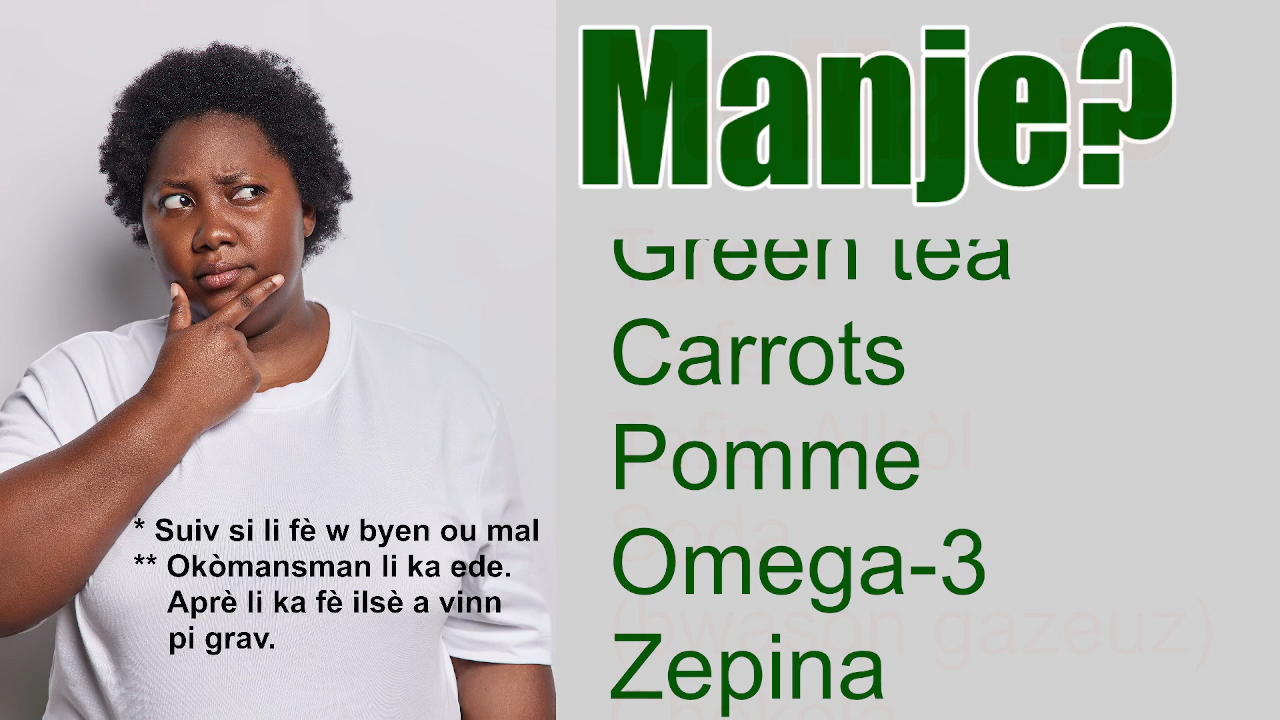 Manje?
Green tea
Carrots
Pomme
Omega-3
Zepina
* Suiv si li fè w byen ou mal
** Okòmansman li ka ede.
Aprè li ka fè ilsè a vinn
pi grav.